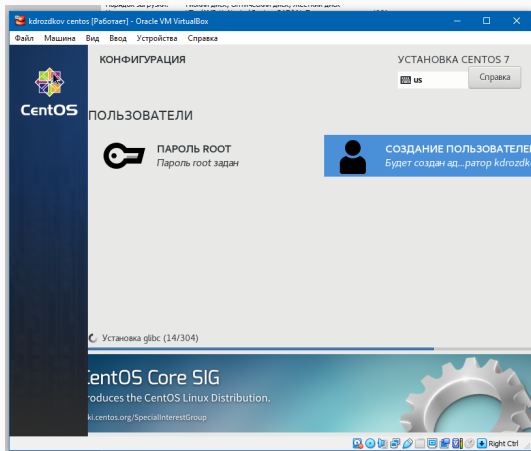 kdrozdkov centos [Работает] - Oracle VM VirtualBox
Файл Машина Вид Ввод Устройства Справка
КОНФИГУРАЦИЯ
УСТАНОВКА CENTOS 7
us
Справка
CentOS
ПОЛЬЗОВАТЕЛИ
ПАРОЛЬ ROOT
Пароль root задан
СОЗДАНИЕ ПОЛЬЗОВАТЕЛЕ
Будет создан ад...ратор kdrozdk
Установка glibc (14/304)
CentOS Core SIG
roduces the CentOS Linux Distribution.
ki.centos.org/SpecialInterestGroup
Right Ctrl